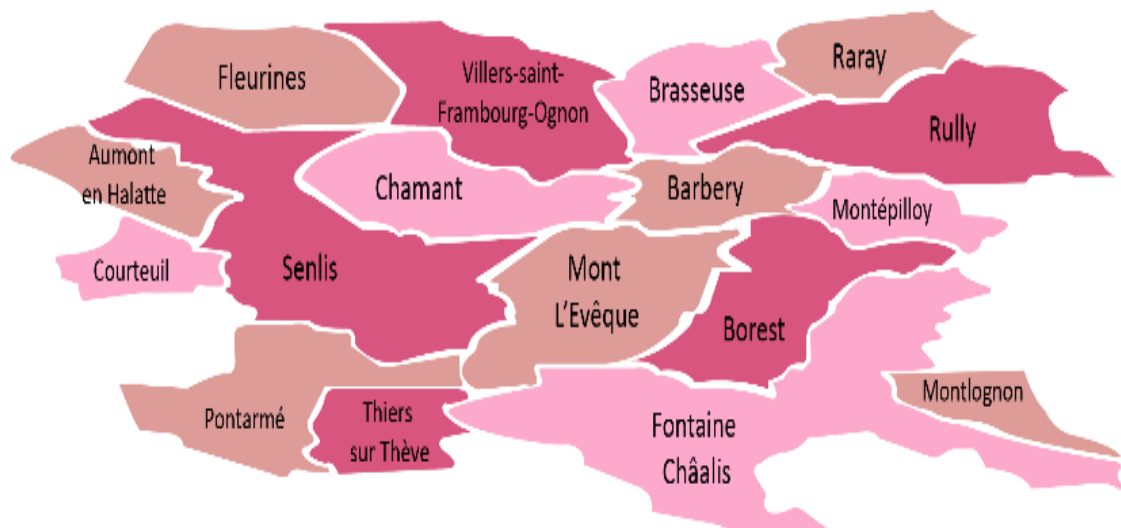 Fleurines
Villers-saint-
Frambourg-Ognon
Brasseuse
Raray
Rully
Aumont
en Halatte
Chamant
Barbery
Montépilloy
Courteuil
Senlis
Mont
L'Evêque
Borest
Pontarmé
Thiers
sur Thève
Fontaine
Châalis
Montlognon